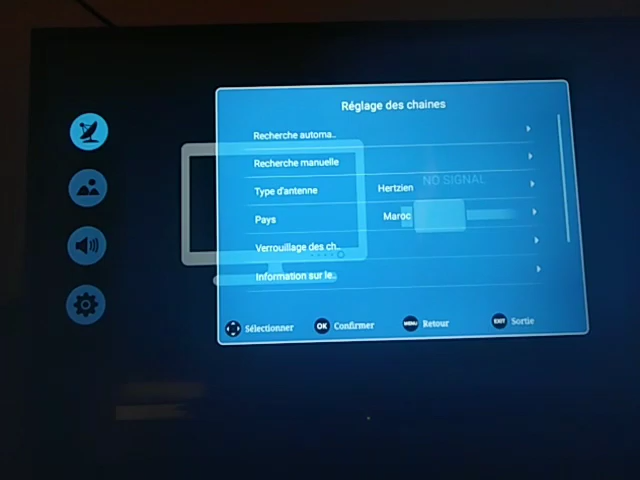 Réglage des chaines
Recherche automa..
Recherche manuelle
Type d'antenne Hertzien
NO SIGNAL
Pays Maroc
Verrouillage des ch..
Information sur le..
Sélectionner OK Confirmer MENU Retour EXIT Sortie